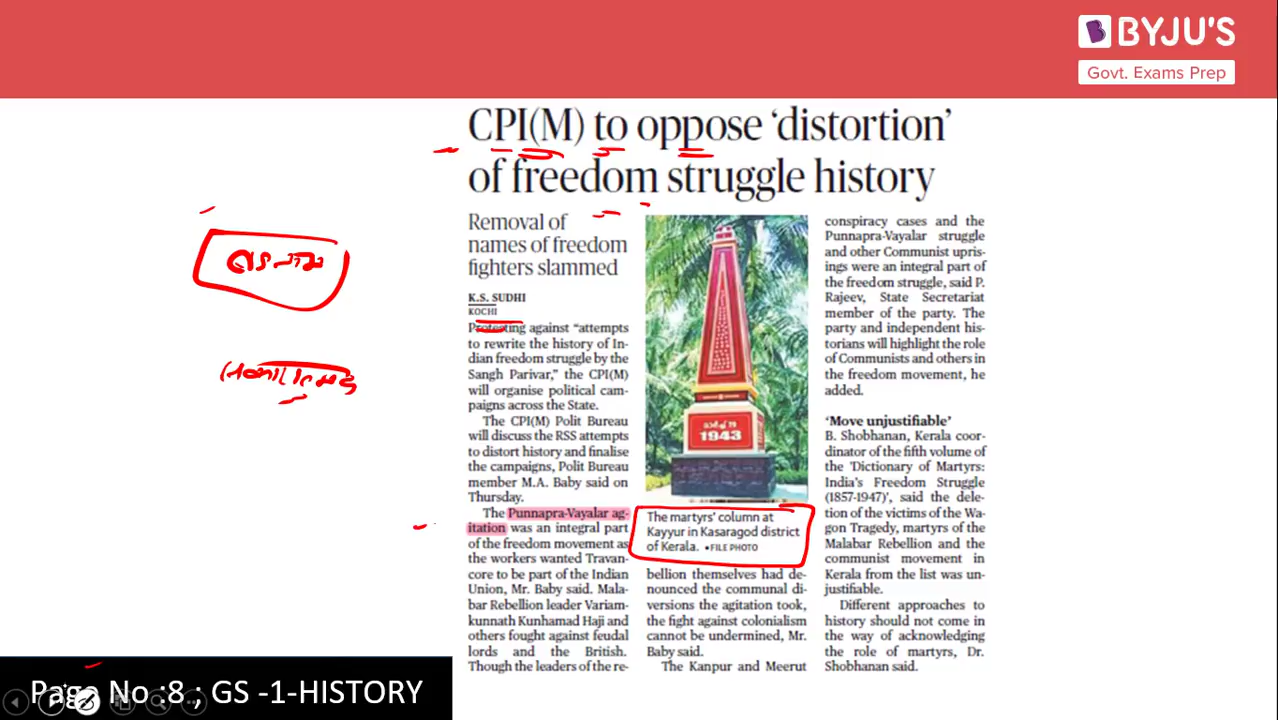 BYJU'S
Govt. Exams Prep
CPI(M) to oppose ‘distortion’
of freedom struggle history
Removal of
names of freedom
fighters slammed
K.S. SUDHI
KOCHI
Protesting against “attempts
to rewrite the history of In-
dian freedom struggle by the
Sangh Parivar,” the CPI(M)
will organise political cam-
paigns across the State.
The CPI(M) Polit Bureau
will discuss the RSS attempts
to distort history and finalise
the campaigns, Polit Bureau
member M.A. Baby said on
Thursday.
The Punnapra-Vayalar ag-
itation was an integral part
of the freedom movement as
the workers wanted Travan-
core to be part of the Indian
Union, Mr. Baby said. Mala-
bar Rebellion leader Variam-
kunnath Kunhamad Haji and
others fought against feudal
lords and the British.
Though the leaders of the re-
മാർച്ച് 29
1943
The martyrs’ column at
Kayyur in Kasaragod district
of Kerala. •FILE PHOTO
bellion themselves had de-
nounced the communal di-
versions the agitation took,
the fight against colonialism
cannot be undermined, Mr.
Baby said.
The Kanpur and Meerut
conspiracy cases and the
Punnapra-Vayalar struggle
and other Communist upris-
ings were an integral part of
the freedom struggle, said P.
Rajeev, State Secretariat
member of the party. The
party and independent his-
torians will highlight the role
of Communists and others in
the freedom movement, he
added.
‘Move unjustifiable’
B. Shobhanan, Kerala coor-
dinator of the fifth volume of
the ‘Dictionary of Martyrs:
India’s Freedom Struggle
(1857-1947)’, said the dele-
tion of the victims of the Wa-
gon Tragedy, martyrs of the
Malabar Rebellion and the
communist movement in
Kerala from the list was un-
justifiable.
Different approaches to
history should not come in
the way of acknowledging
the role of martyrs, Dr.
Shobhanan said.
Page No :8 ; GS -1-HISTORY